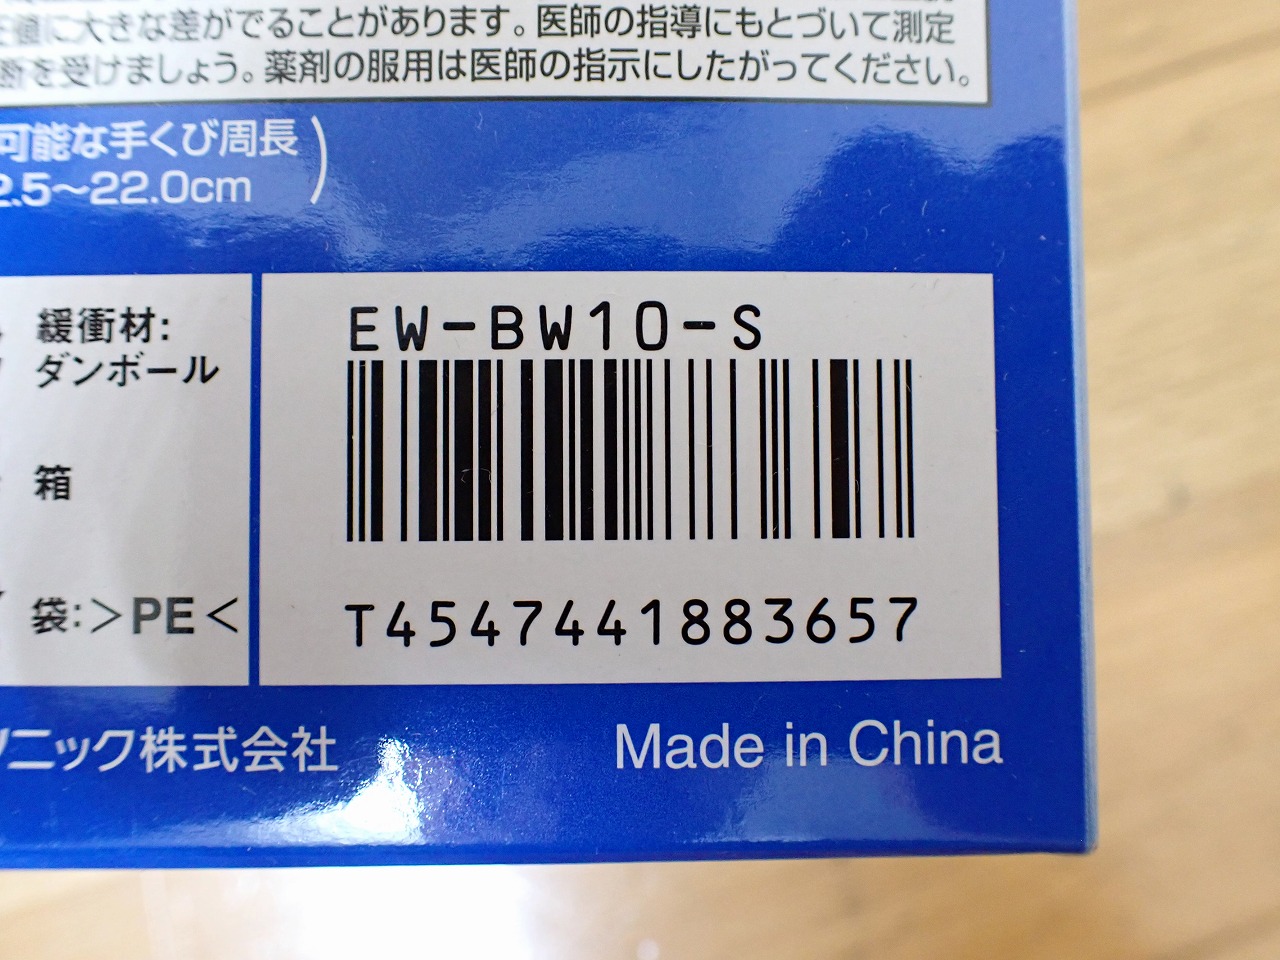 値に大きな差がでることがあります。医師の指導にもとづいて測定
断を受けましょう。薬剤の服用は医師の指示にしたがってください。
可能な手くび周長
2.5〜22.0cm
緩衝材:
ダンボール
箱
袋:>PE<
EW-BW10-S
T4547441883657
ソニック株式会社
Made in China